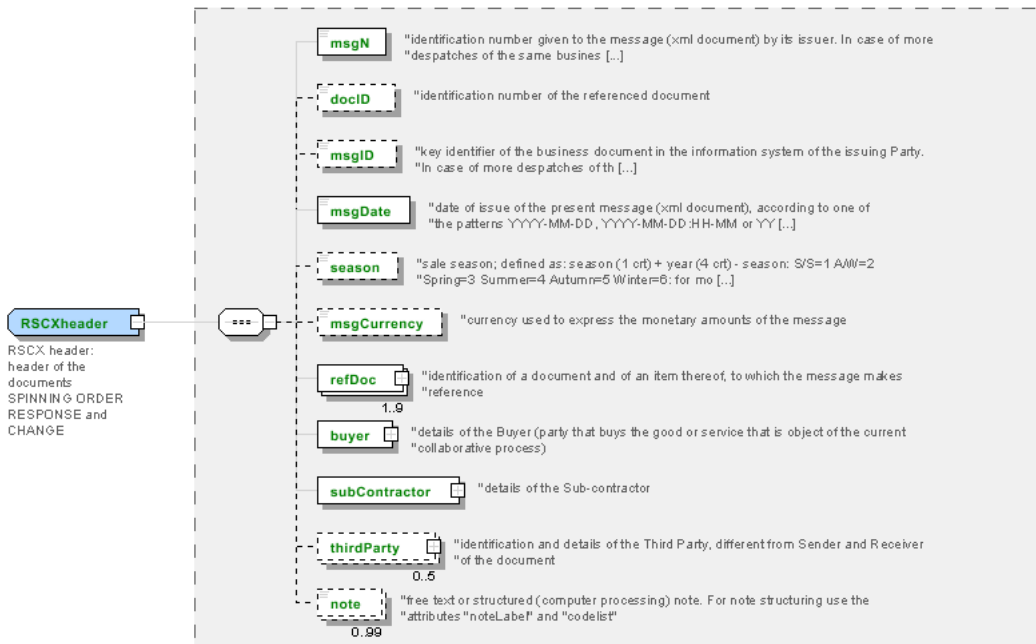 msgN
"identification number given to the message (xml document) by its issuer. In case of more
"despatches of the same busines [...]
docID
"identification number of the referenced document
msgID
"key identifier of the business document in the information system of the issuing Party.
"In case of more despatches of th [...]
msgDate
"date of issue of the present message (xml document), according to one of
"the patterns YYYY-MM-DD, YYYY-MM-DD:HH-MM or YY [...]
season
"sale season; defined as: season (1 crt) + year (4 crt) - season: S/S=1 A/W=2
"Spring=3 Summer=4 Autumn=5 Winter=6: for mo [...]
RSCXheader
RSCX header:
header of the
documents
SPINNING ORDER
RESPONSE and
CHANGE
msgCurrency
"currency used to express the monetary amounts of the message
refDoc
1..9
"identification of a document and of an item thereof, to which the message makes
"reference
buyer
"details of the Buyer (party that buys the good or service that is object of the current
"collaborative process)
subContractor
"details of the Sub-contractor
thirdParty
0..5
"identification and details of the Third Party, different from Sender and Receiver
"of the document
note
0..99
"free text or structured (computer processing) note. For note structuring use the
"attributes "noteLabel" and "codelist"